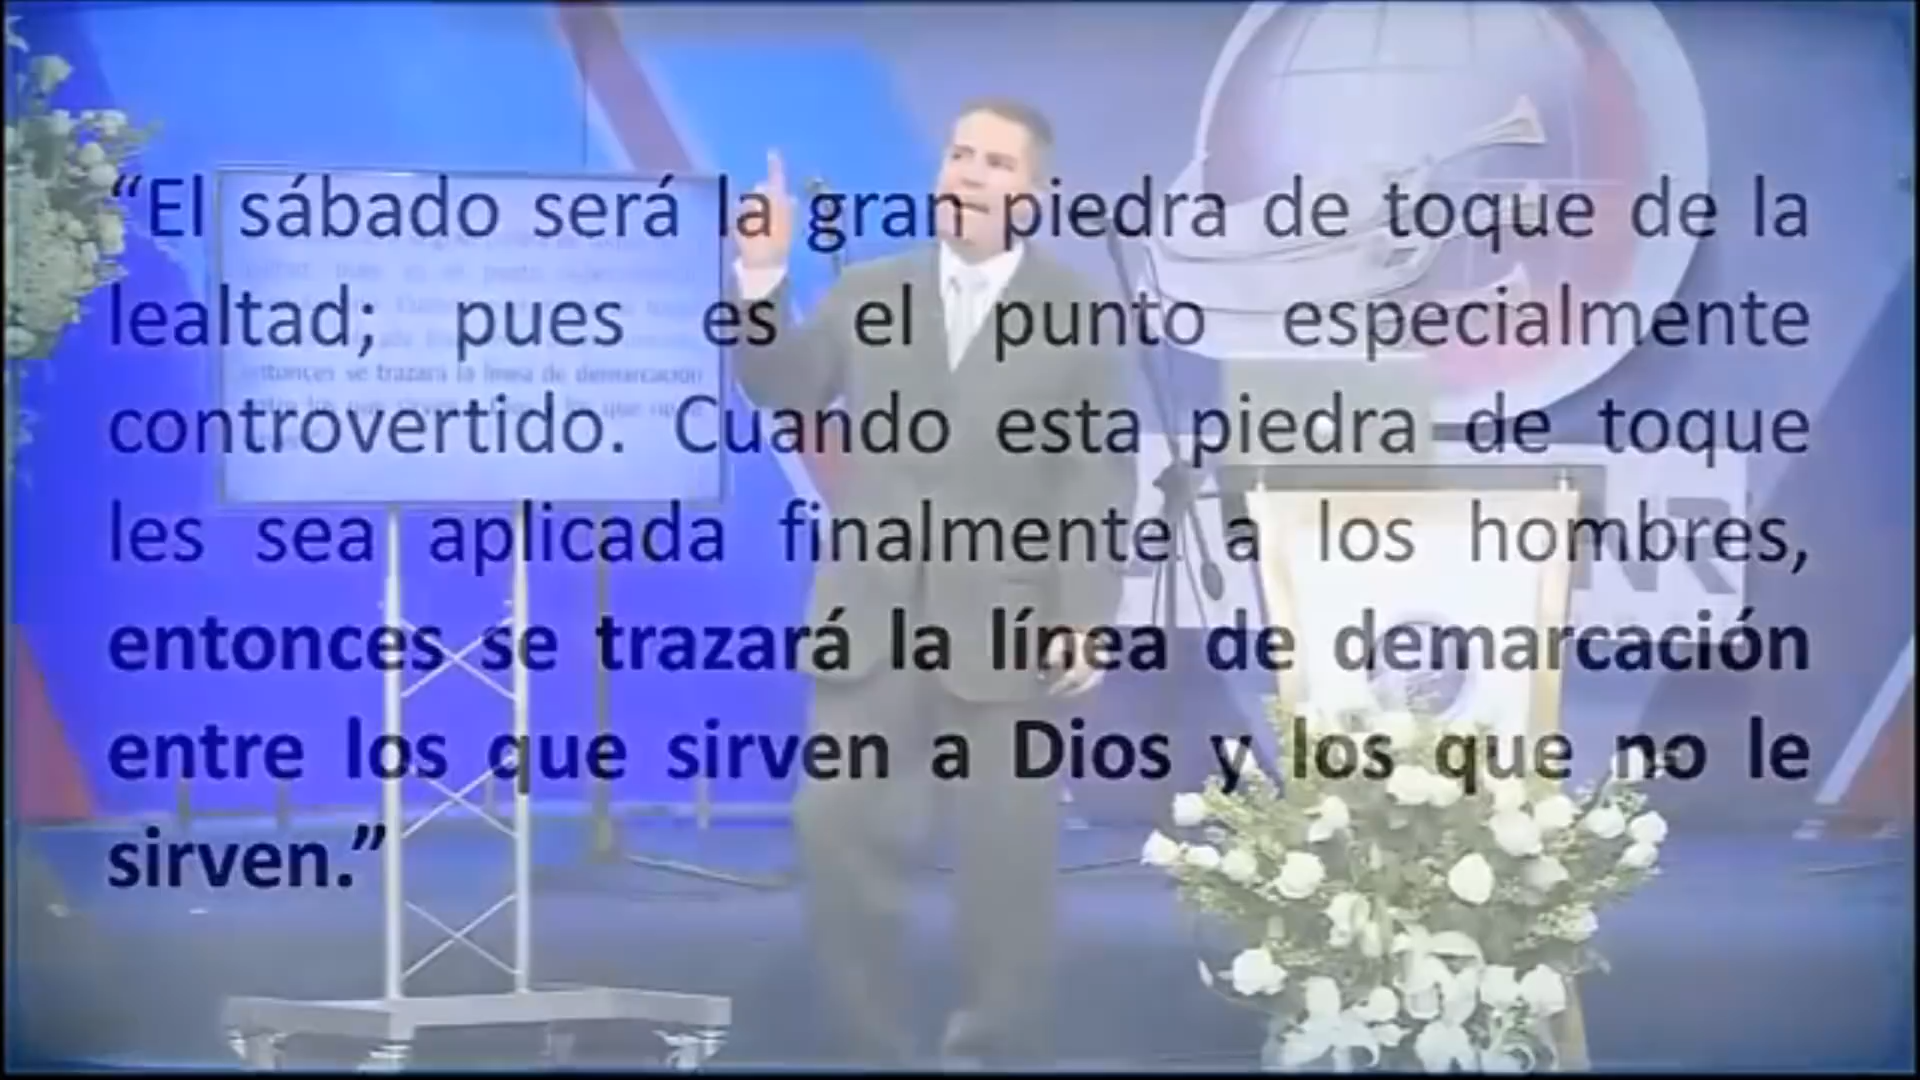 “El sábado será la gran piedra de toque de la
lealtad; pues es el punto especialmente
controvertido. Cuando esta piedra de toque
les sea aplicada finalmente a los hombres,
entonces se trazará la línea de demarcación
entre los que sirven a Dios y los que no le
sirven.”